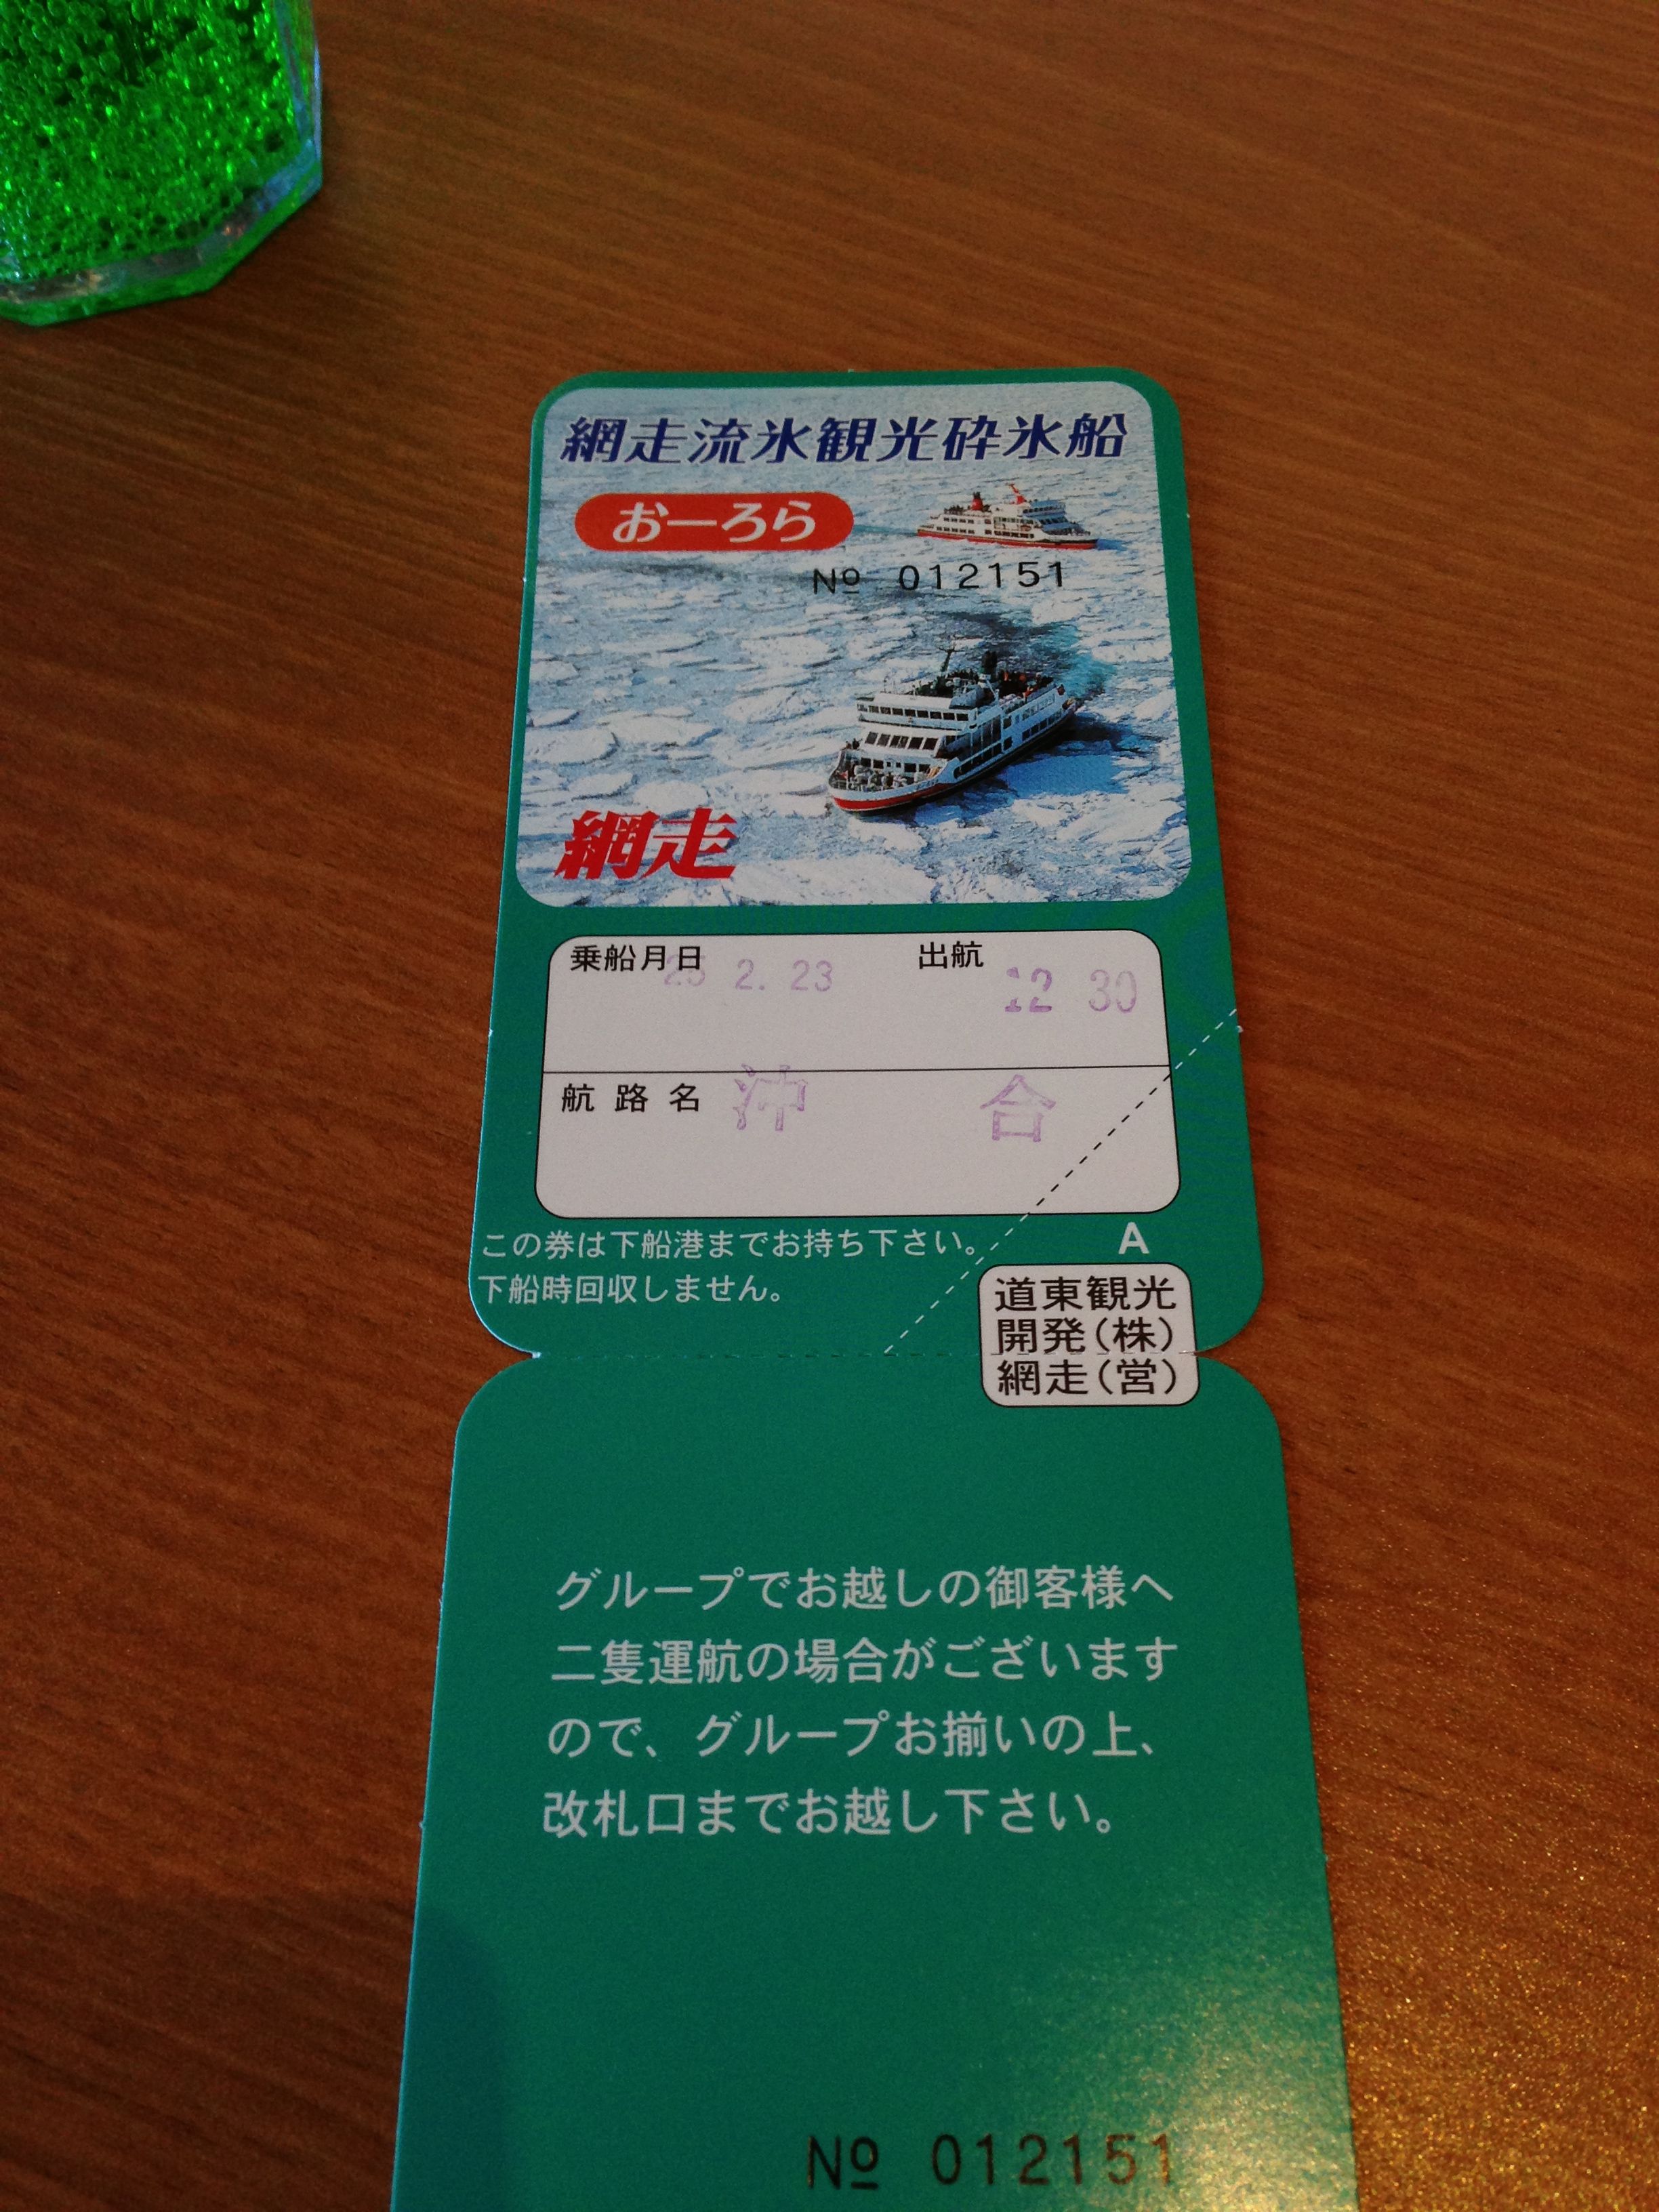 網走流氷観光砕氷船
おーろら
№ 012151
網走
乗船月日 25 2. 23 出航 12 30
航路名 沖 合
この券は下船港までお持ち下さい。
下船時回収しません。
A
道東観光
開発(株)
網走(営)
グループでお越しの御客様へ
二隻運航の場合がございます
ので、グループお揃いの上、
改札口までお越し下さい。
№ 012151